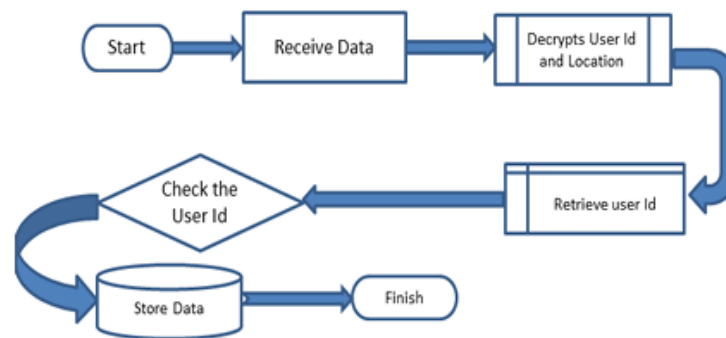 Start
Receive Data
Decrypts User Id
and Location
Retrieve user Id
Check the
User Id
Store Data
Finish